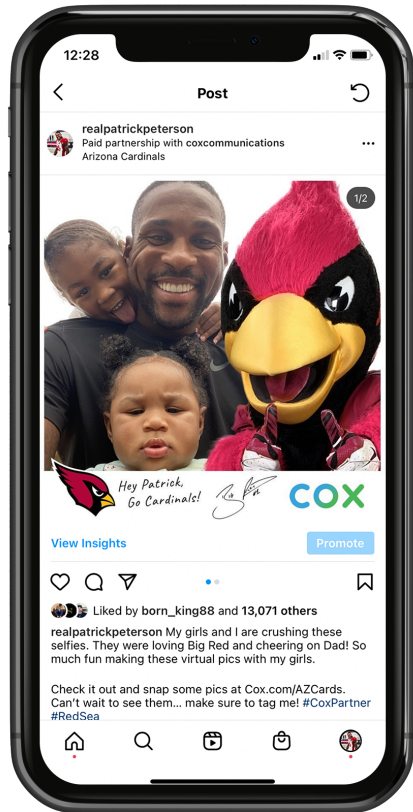 12:28
Post
realpatrickpeterson
Paid partnership with coxcommunications
Arizona Cardinals
1/2
Hey Patrick,
Go Cardinals!
COX
View Insights
Promote
Liked by born_king88 and 13,071 others
realpatrickpeterson My girls and I are crushing these
selfies. They were loving Big Red and cheering on Dad! So
much fun making these virtual pics with my girls.
Check it out and snap some pics at Cox.com/AZCards.
Can't wait to see them... make sure to tag me! #CoxPartner
#RedSea